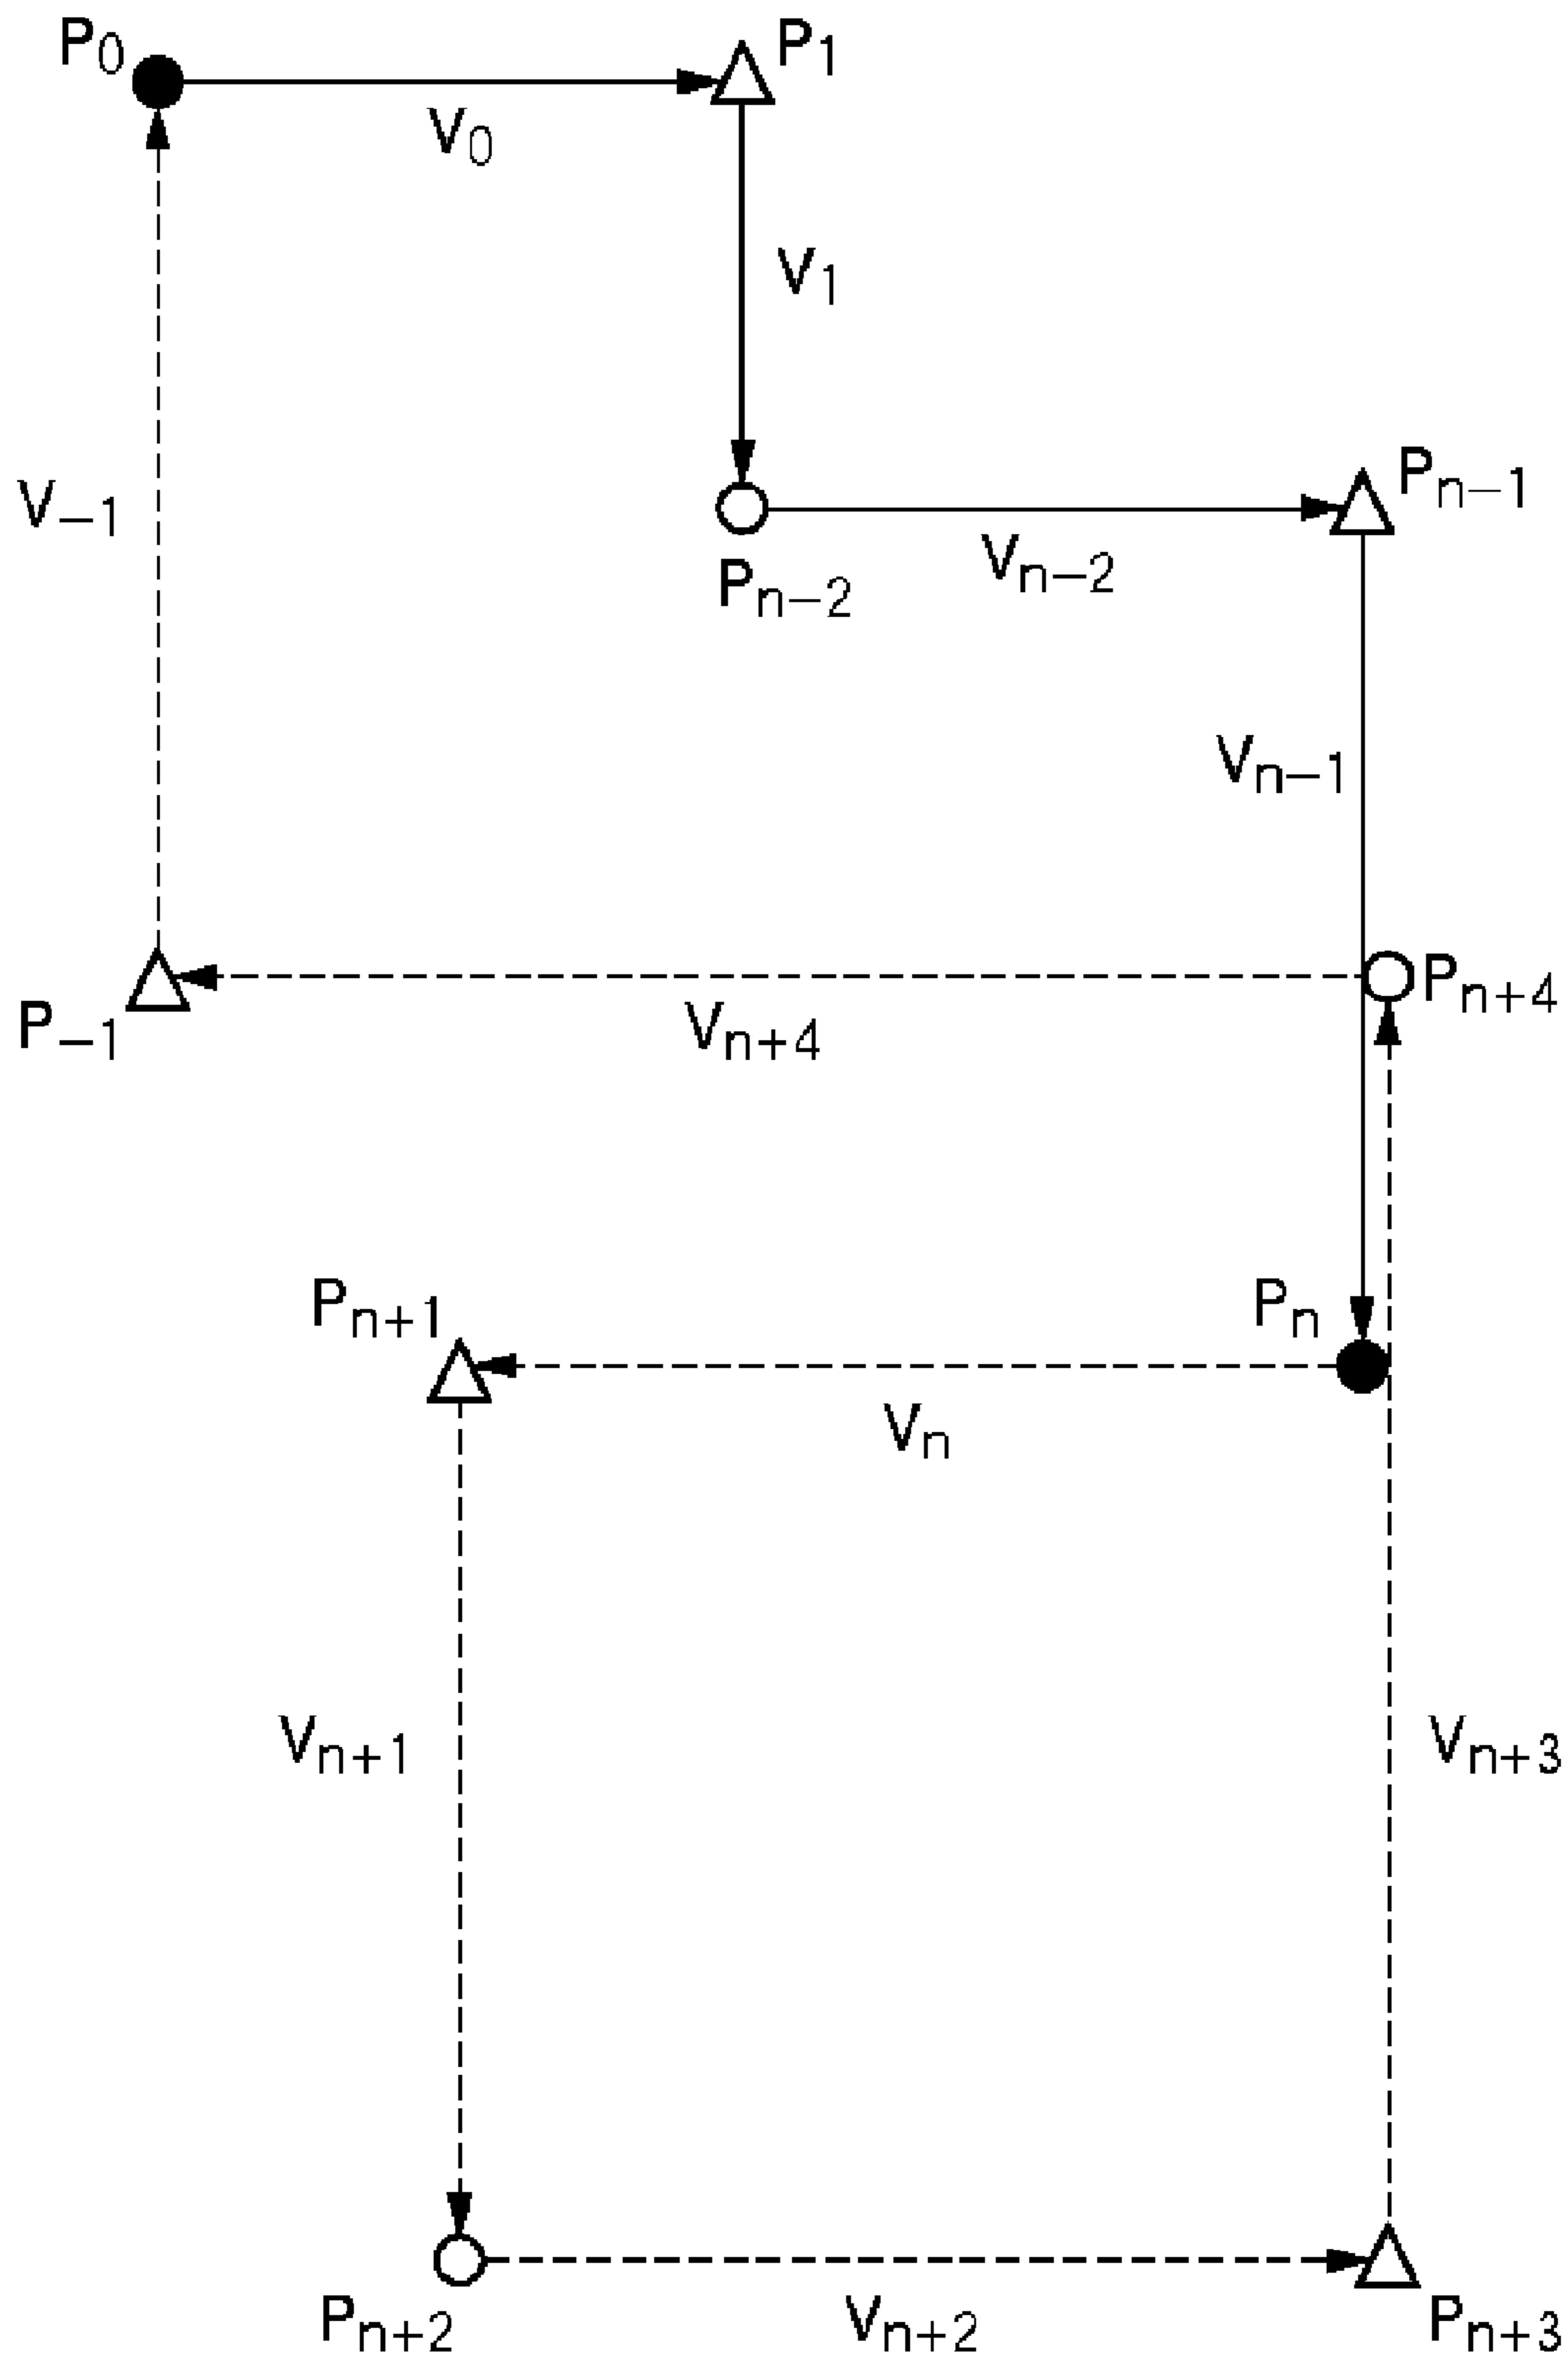 P₀
P₁
V₀
V₁
V₋₁
Pₙ₋₁
Vₙ₋₂
Pₙ₋₂
Vₙ₋₁
Pₙ₊₄
P₋₁
Vₙ₊₄
Pₙ₊₁
Pₙ
Vₙ
Vₙ₊₁
Vₙ₊₃
Pₙ₊₂
Vₙ₊₂
Pₙ₊₃